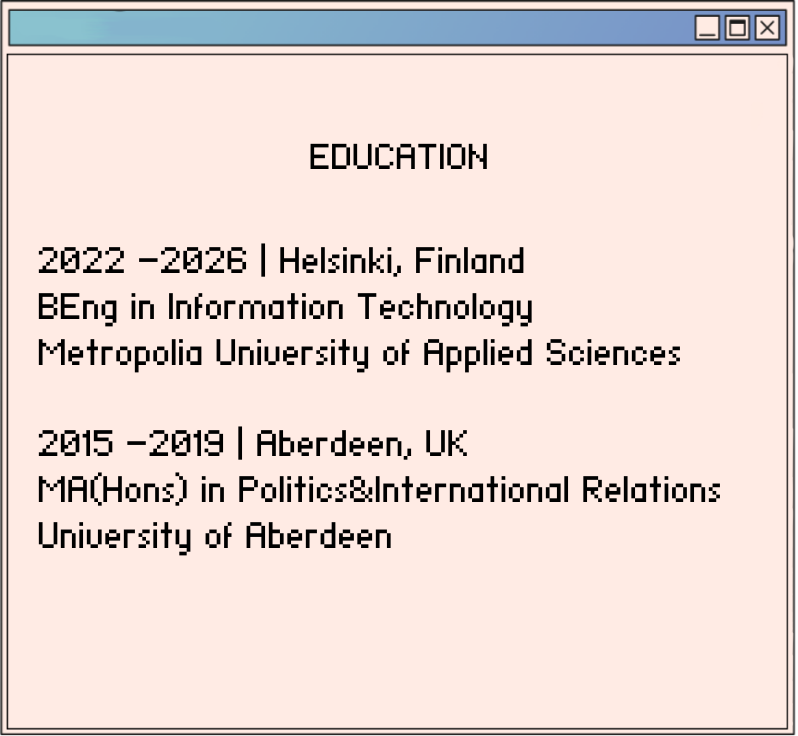 EDUCATION
2022 -2026 | Helsinki, Finland
BEng in Information Technology
Metropolia University of Applied Sciences
2015 -2019 | Aberdeen, UK
MA(Hons) in Politics&International Relations
University of Aberdeen